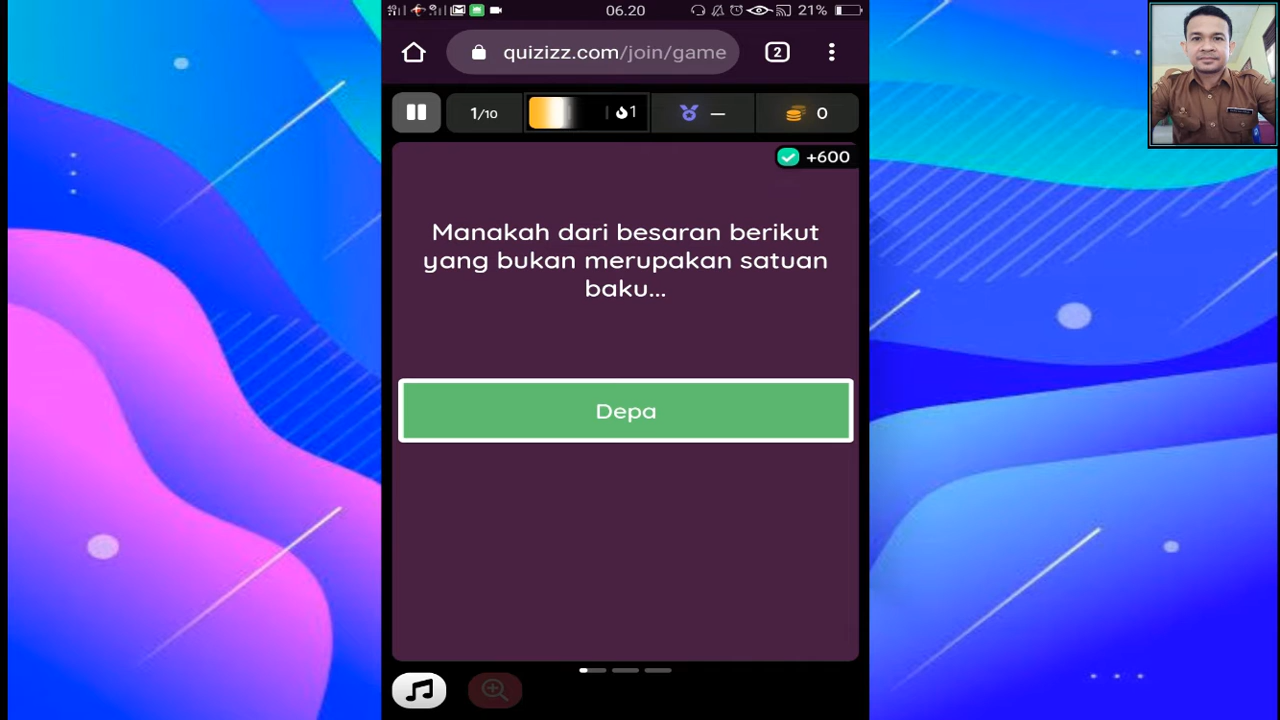 06.20
21%
quizizz.com/join/game
2
1/10
1
—
0
+600
Manakah dari besaran berikut
yang bukan merupakan satuan
baku...
Depa